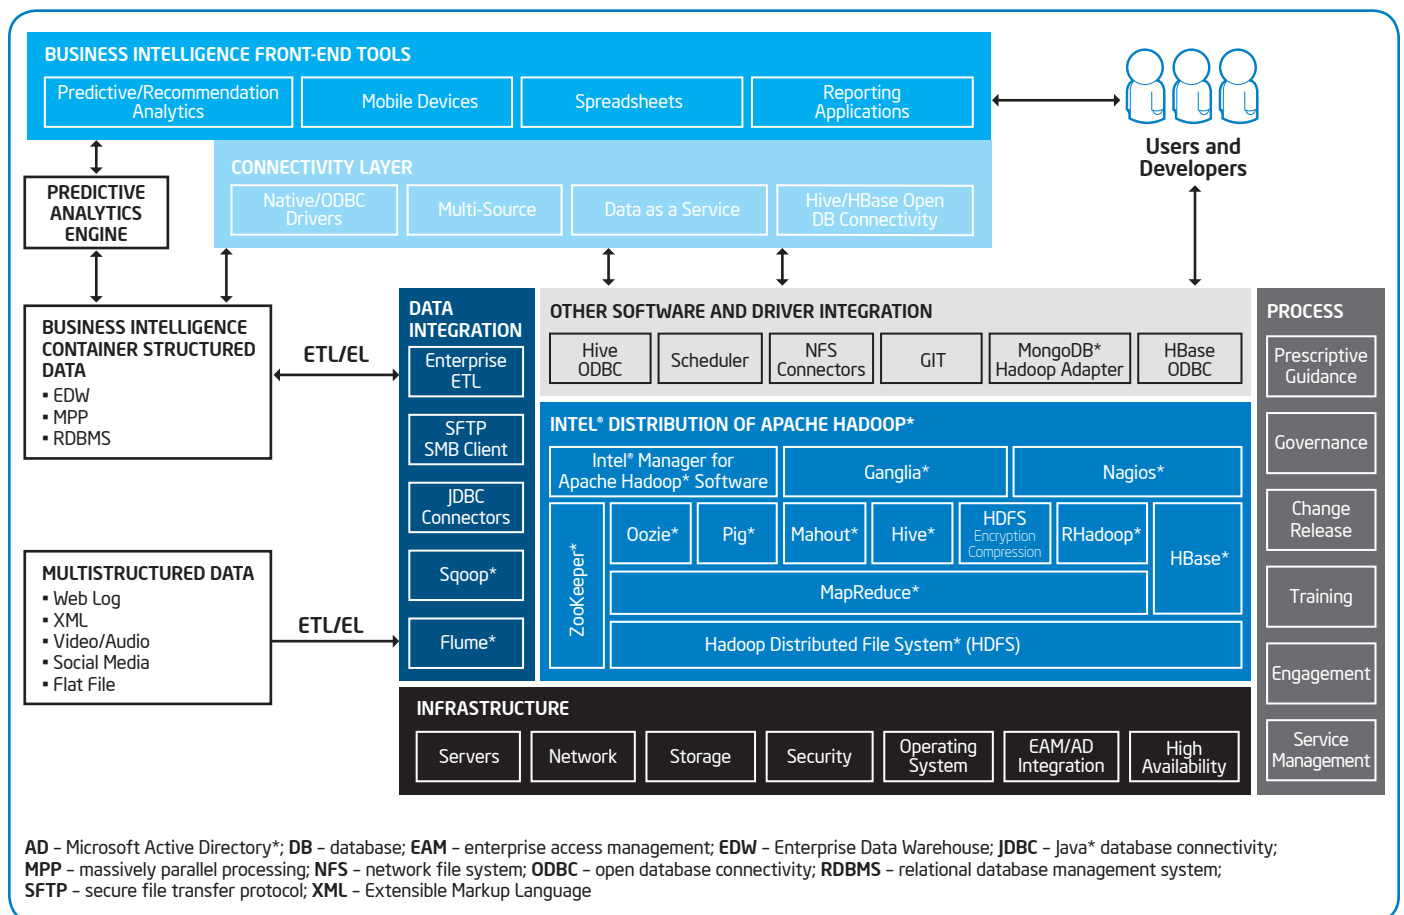 BUSINESS INTELLIGENCE FRONT-END TOOLS
Predictive/Recommendation
Analytics
Mobile Devices
Spreadsheets
Reporting
Applications
Users and
Developers
CONNECTIVITY LAYER
Native/ODBC
Drivers
Multi-Source
Data as a Service
Hive/HBase Open
DB Connectivity
PREDICTIVE
ANALYTICS
ENGINE
BUSINESS INTELLIGENCE
CONTAINER STRUCTURED
DATA
▪ EDW
▪ MPP
▪ RDBMS
ETL/EL
MULTISTRUCTURED DATA
▪ Web Log
▪ XML
▪ Video/Audio
▪ Social Media
▪ Flat File
ETL/EL
DATA
INTEGRATION
Enterprise
ETL
SFTP
SMB Client
JDBC
Connectors
Sqoop*
Flume*
OTHER SOFTWARE AND DRIVER INTEGRATION
Hive
ODBC
Scheduler
NFS
Connectors
GIT
MongoDB*
Hadoop Adapter
HBase
ODBC
INTEL® DISTRIBUTION OF APACHE HADOOP*
Intel® Manager for
Apache Hadoop* Software
Ganglia*
Nagios*
ZooKeeper*
Oozie*
Pig*
Mahout*
Hive*
HDFS
Encryption
Compression
RHadoop*
HBase*
MapReduce*
Hadoop Distributed File System* (HDFS)
INFRASTRUCTURE
Servers
Network
Storage
Security
Operating
System
EAM/AD
Integration
High
Availability
PROCESS
Prescriptive
Guidance
Governance
Change
Release
Training
Engagement
Service
Management
AD – Microsoft Active Directory*; DB – database; EAM – enterprise access management; EDW – Enterprise Data Warehouse; JDBC – Java* database connectivity;
MPP – massively parallel processing; NFS – network file system; ODBC – open database connectivity; RDBMS – relational database management system;
SFTP – secure file transfer protocol; XML – Extensible Markup Language